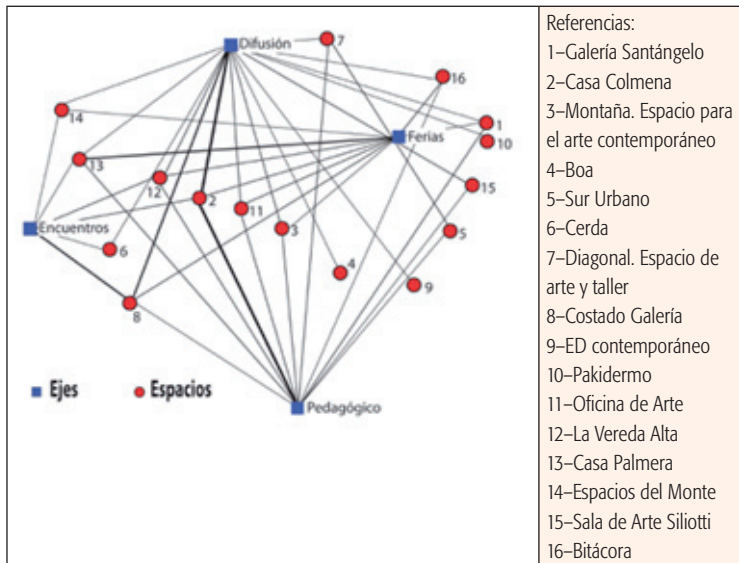 Difusión
7
16
14
1
Ferias
10
13
12
15
2
11
3
5
Encuentros
6
4
9
8
Ejes
Espacios
Pedagógico
Referencias:
1–Galería Santángelo
2–Casa Colmena
3–Montaña. Espacio para
el arte contemporáneo
4–Boa
5–Sur Urbano
6–Cerda
7–Diagonal. Espacio de
arte y taller
8–Costado Galería
9–ED contemporáneo
10–Pakidermo
11–Oficina de Arte
12–La Vereda Alta
13–Casa Palmera
14–Espacios del Monte
15–Sala de Arte Siliotti
16–Bitácora